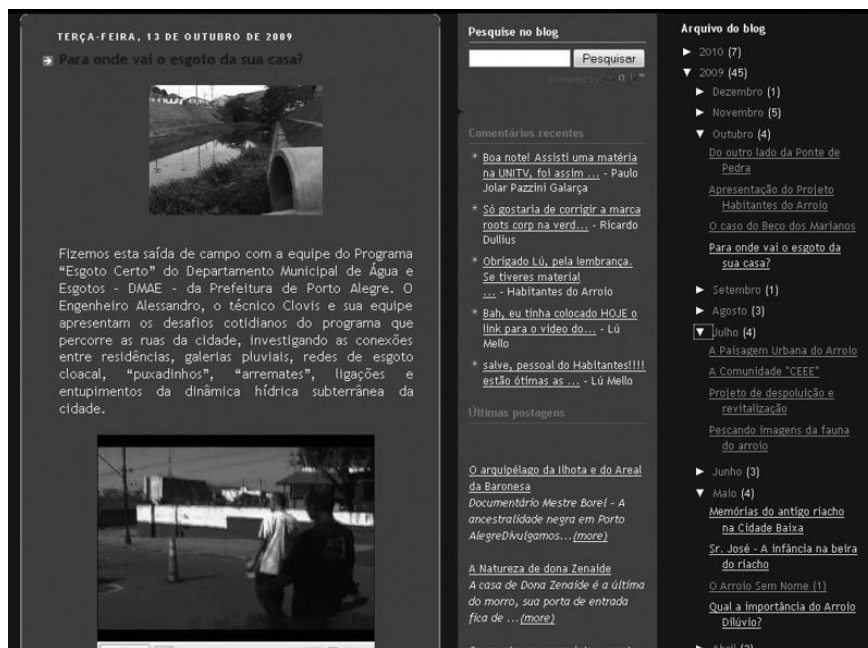 TERÇA-FEIRA, 13 DE OUTUBRO DE 2009
Para onde vai o esgoto da sua casa?
Fizemos esta saída de campo com a equipe do Programa
"Esgoto Certo" do Departamento Municipal de Água e
Esgotos - DMAE - da Prefeitura de Porto Alegre. O
Engenheiro Alessandro, o técnico Clovis e sua equipe
apresentam os desafios cotidianos do programa que
percorre as ruas da cidade, investigando as conexões
entre residências, galerias pluviais, redes de esgoto
cloacal, "puxadinhos", "arremates", ligações e
entupimentos da dinâmica hídrica subterrânea da
cidade.
Pesquise no blog
Pesquisar
powered by
Comentários recentes
Boa note! Assisti uma matéria
na UNITV, foi assim ... - Paulo
Jolar Pazzini Galarça
Só gostaria de corrigir a marca
roots corp na verd... - Ricardo
Dullius
Obrigado Lú, pela lembrança.
Se tiveres material
... - Habitantes do Arroio
Bah, eu tinha colocado HOJE o
link para o video do... - Lú
Mello
salve, pessoal do Habitantes!!!!
estão ótimas as ... - Lú Mello
Últimas postagens
O arquipélago da Ilhota e do Areal
da Baronesa
Documentário Mestre Borel - A
ancestralidade negra em Porto
AlegreDivulgamos...(more)
A Natureza de dona Zenaide
A casa de Dona Zenaide é a última
do morro, sua porta de entrada
fica de ...(more)
Arquivo do blog
► 2010 (7)
▼ 2009 (45)
► Dezembro (1)
► Novembro (5)
▼ Outubro (4)
Do outro lado da Ponte de
Pedra
Apresentação do Projeto
Habitantes do Arroio
O caso do Beco dos Marianos
Para onde vai o esgoto da
sua casa?
► Setembro (1)
► Agosto (3)
▼ Julho (4)
A Paisagem Urbana do Arroio
A Comunidade "CEEE"
Projeto de despoluição e
revitalização
Pescando imagens da fauna
do arroio
► Junho (3)
▼ Maio (4)
Memórias do antigo riacho
na Cidade Baixa
Sr. José - A infância na beira
do riacho
O Arroio Sem Nome (1)
Qual a importância do Arroio
Dilúvio?